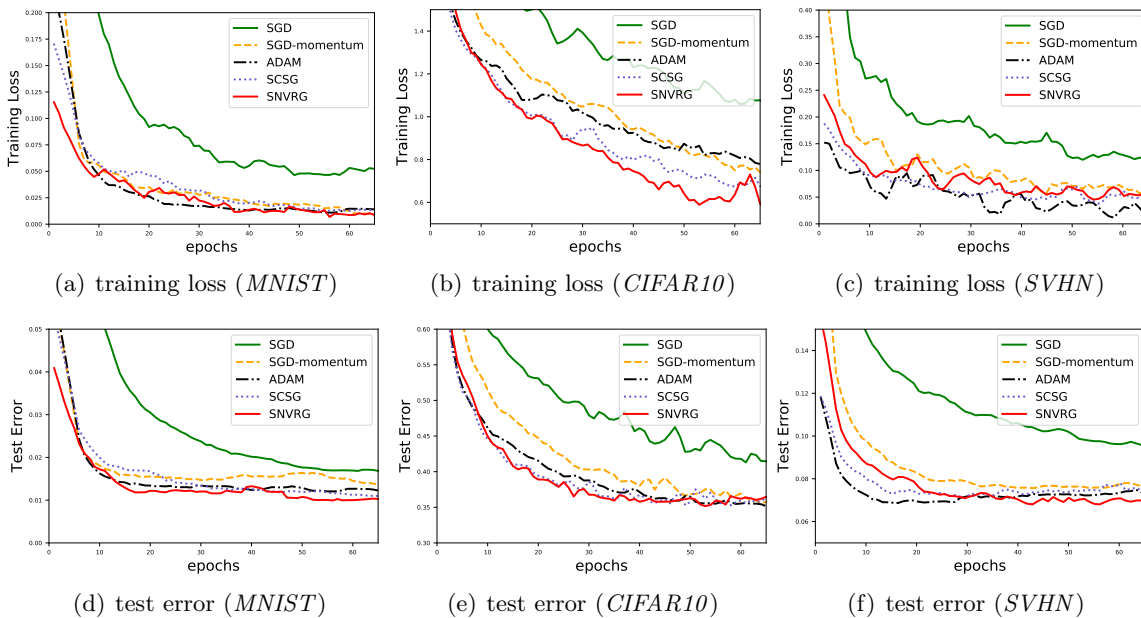 0.200
0.175
0.150
0.125
0.100
0.075
0.050
0.025
0.000
Training Loss
0 10 20 30 40 50 60
epochs
SGD
SGD-momentum
ADAM
SCSG
SNVRG
(a) training loss (MNIST)
1.4
1.2
1.0
0.8
0.6
Training Loss
0 10 20 30 40 50 60
epochs
SGD
SGD-momentum
ADAM
SCSG
SNVRG
(b) training loss (CIFAR10)
0.40
0.35
0.30
0.25
0.20
0.15
0.10
0.05
0.00
Training Loss
0 10 20 30 40 50 60
epochs
SGD
SGD-momentum
ADAM
SCSG
SNVRG
(c) training loss (SVHN)
0.05
0.04
0.03
0.02
0.01
0.00
Test Error
0 10 20 30 40 50 60
epochs
SGD
SGD-momentum
ADAM
SCSG
SNVRG
(d) test error (MNIST)
0.60
0.55
0.50
0.45
0.40
0.35
0.30
Test Error
0 10 20 30 40 50 60
epochs
SGD
SGD-momentum
ADAM
SCSG
SNVRG
(e) test error (CIFAR10)
0.14
0.12
0.10
0.08
0.06
Test Error
0 10 20 30 40 50 60
epochs
SGD
SGD-momentum
ADAM
SCSG
SNVRG
(f) test error (SVHN)